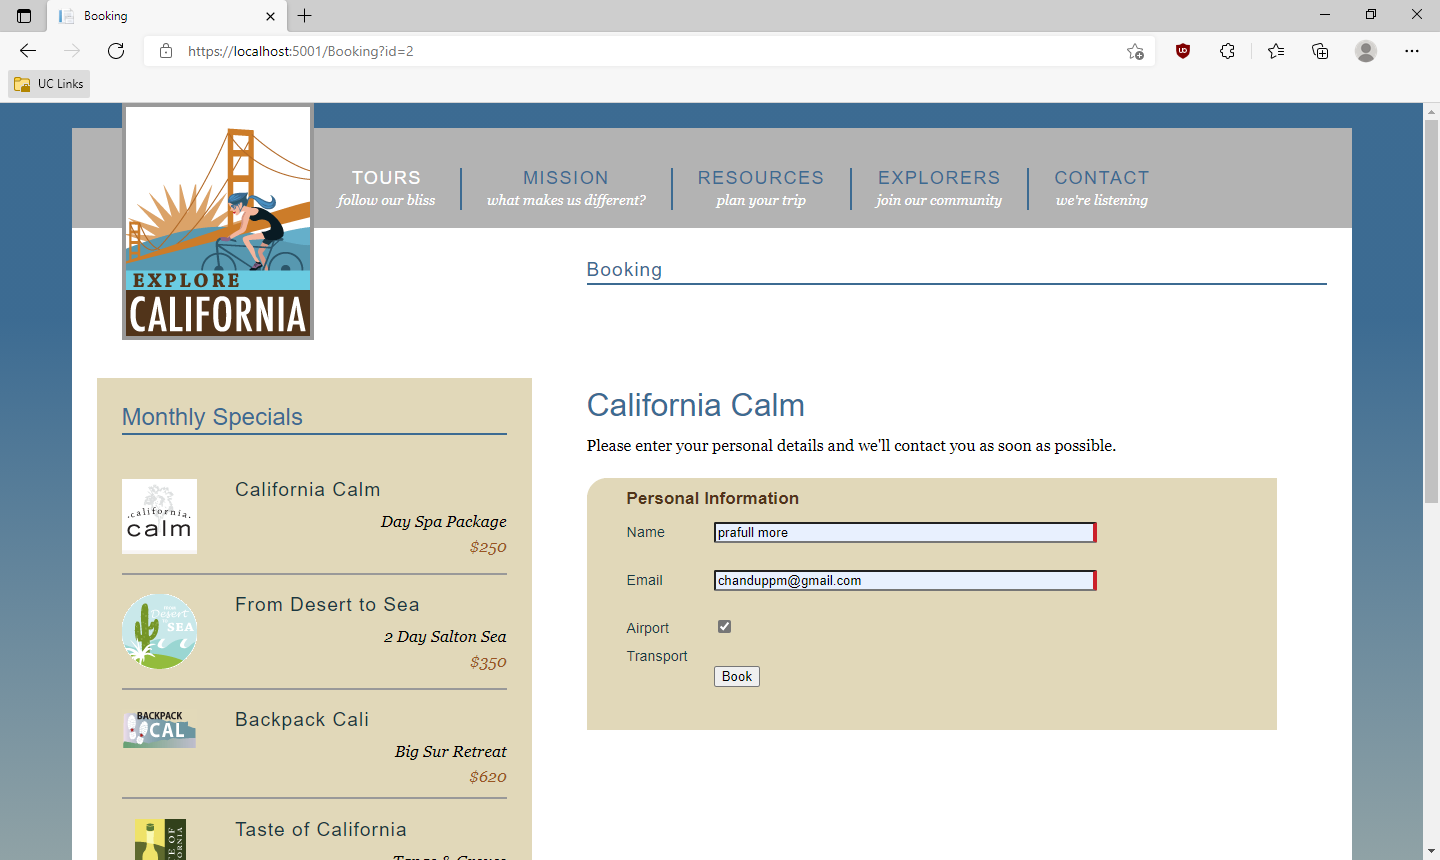 Booking
https://localhost:5001/Booking?id=2
UC Links
EXPLORE
CALIFORNIA
TOURS
follow our bliss
MISSION
what makes us different?
RESOURCES
plan your trip
EXPLORERS
join our community
CONTACT
we're listening
Booking
Monthly Specials
california
calm
California Calm
Day Spa Package
$250
Desert to
SEA
From Desert to Sea
2 Day Salton Sea
$350
BACKPACK
CAL
Backpack Cali
Big Sur Retreat
$620
Taste of California
California Calm
Please enter your personal details and we'll contact you as soon as possible.
Personal Information
Name
prafull more
Email
chanduppm@gmail.com
Airport
Transport
Book